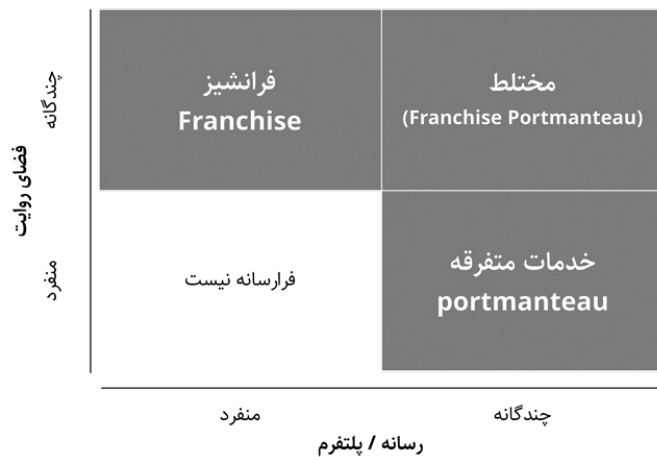 مختلط
(Franchise Portmanteau)
فرانشیز
Franchise
چندگانه
فضای روایت
خدمات متفرقه
portmanteau
فرارسانه نیست
منفرد
چندگانه
منفرد
رسانه / پلتفرم